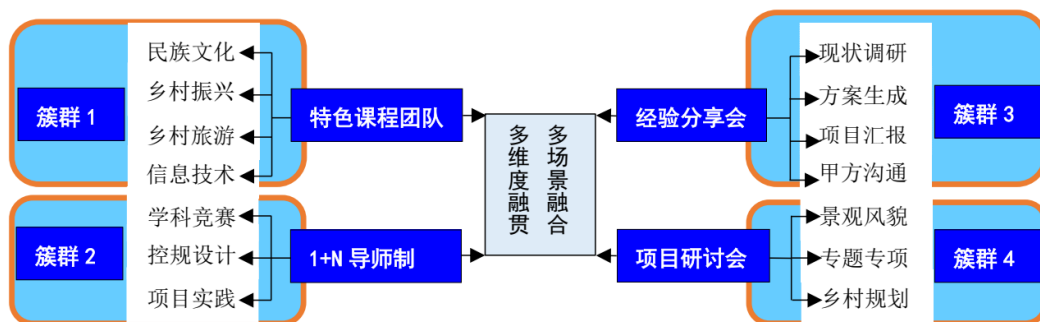 簇群 1
民族文化
乡村振兴
乡村旅游
信息技术
特色课程团队
簇群 2
学科竞赛
控规设计
项目实践
1+N 导师制
多场景融合
多维度融贯
经验分享会
现状调研
方案生成
项目汇报
甲方沟通
簇群 3
项目研讨会
景观风貌
专题专项
乡村规划
簇群 4